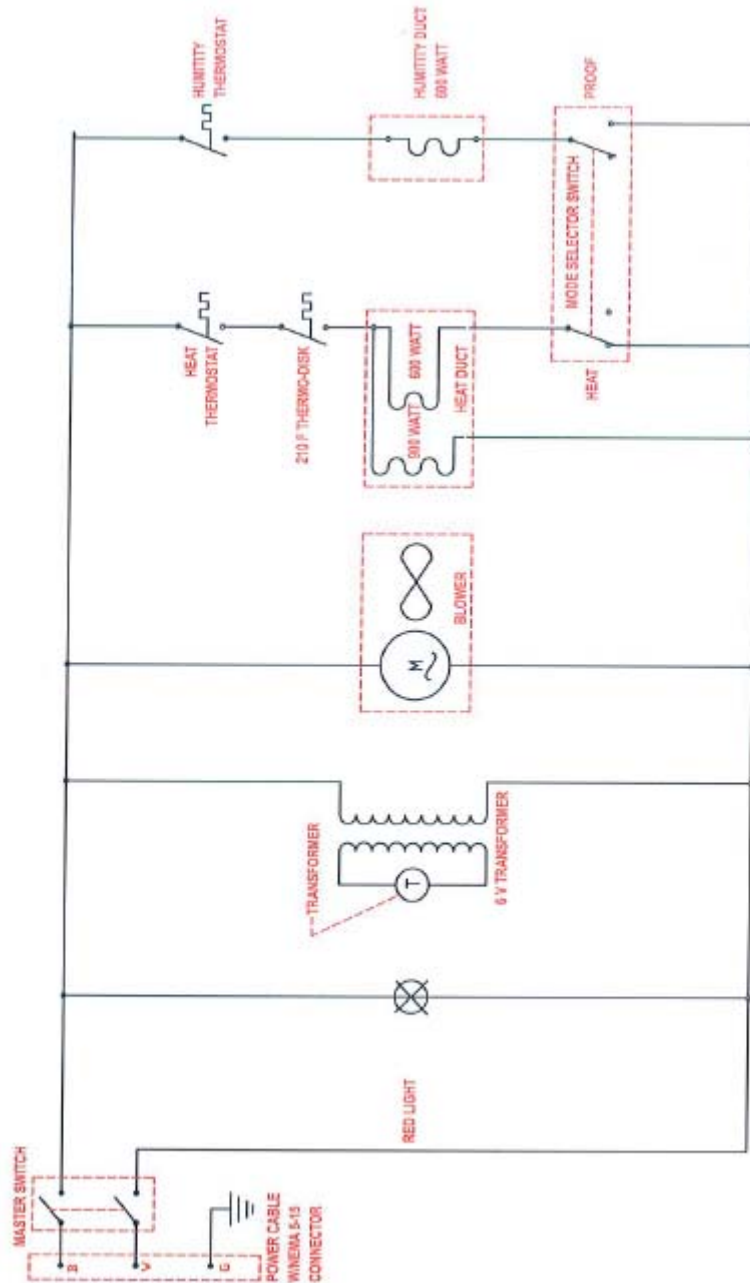 MASTER SWITCH
B
V
G
POWER CABLE
W/NEMA 5-15
CONNECTOR
RED LIGHT
TRANSFORMER
T
6 V TRANSFORMER
M
BLOWER
HEAT
THERMOSTAT
210 F THERMO-DISK
900 WATT
600 WATT
HEAT DUCT
HEAT
MODE SELECTOR SWITCH
PROOF
HUMITITY
THERMOSTAT
HUMITITY DUCT
600 WATT